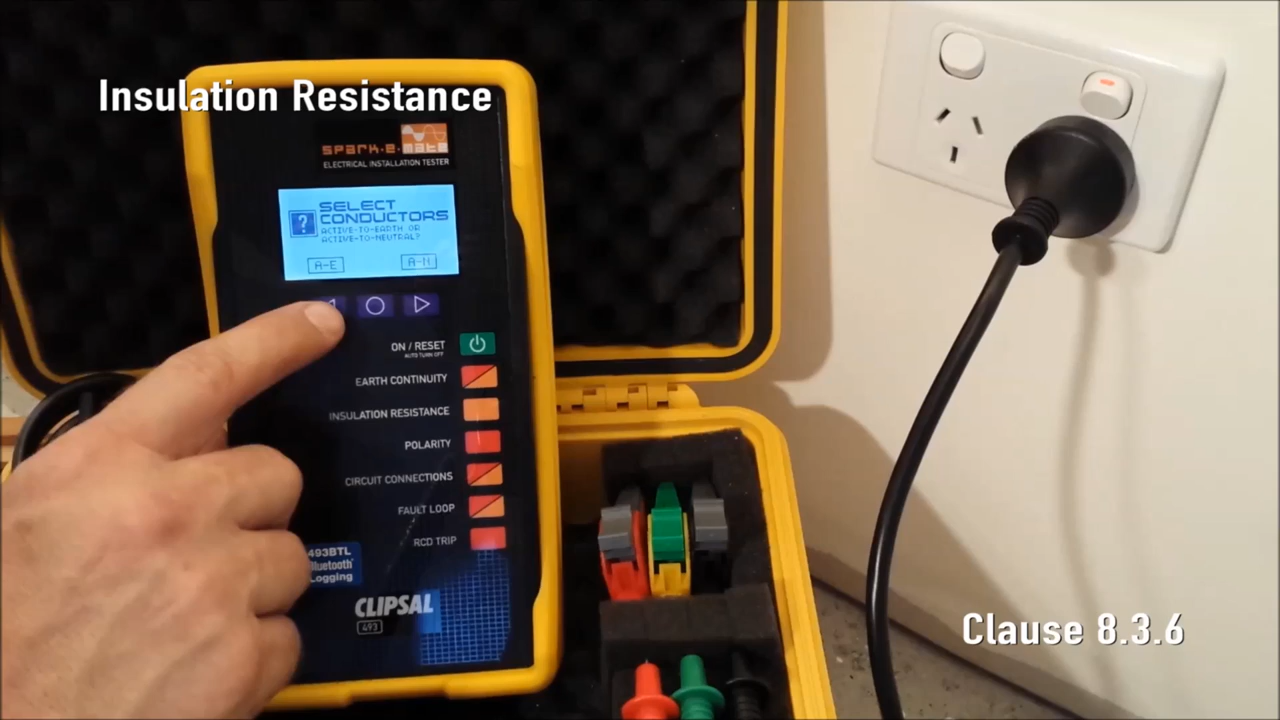 Insulation Resistance
SPARK-E-MATE
ELECTRICAL INSTALLATION TESTER
SELECT
CONDUCTORS
ACTIVE-TO-EARTH OR
ACTIVE-TO-NEUTRAL?
A-E
A-N
ON / RESET
AUTO TURN OFF
EARTH CONTINUITY
INSULATION RESISTANCE
POLARITY
CIRCUIT CONNECTIONS
FAULT LOOP
RCD TRIP
493BTL
Bluetooth
Logging
CLIPSAL
493
Clause 8.3.6